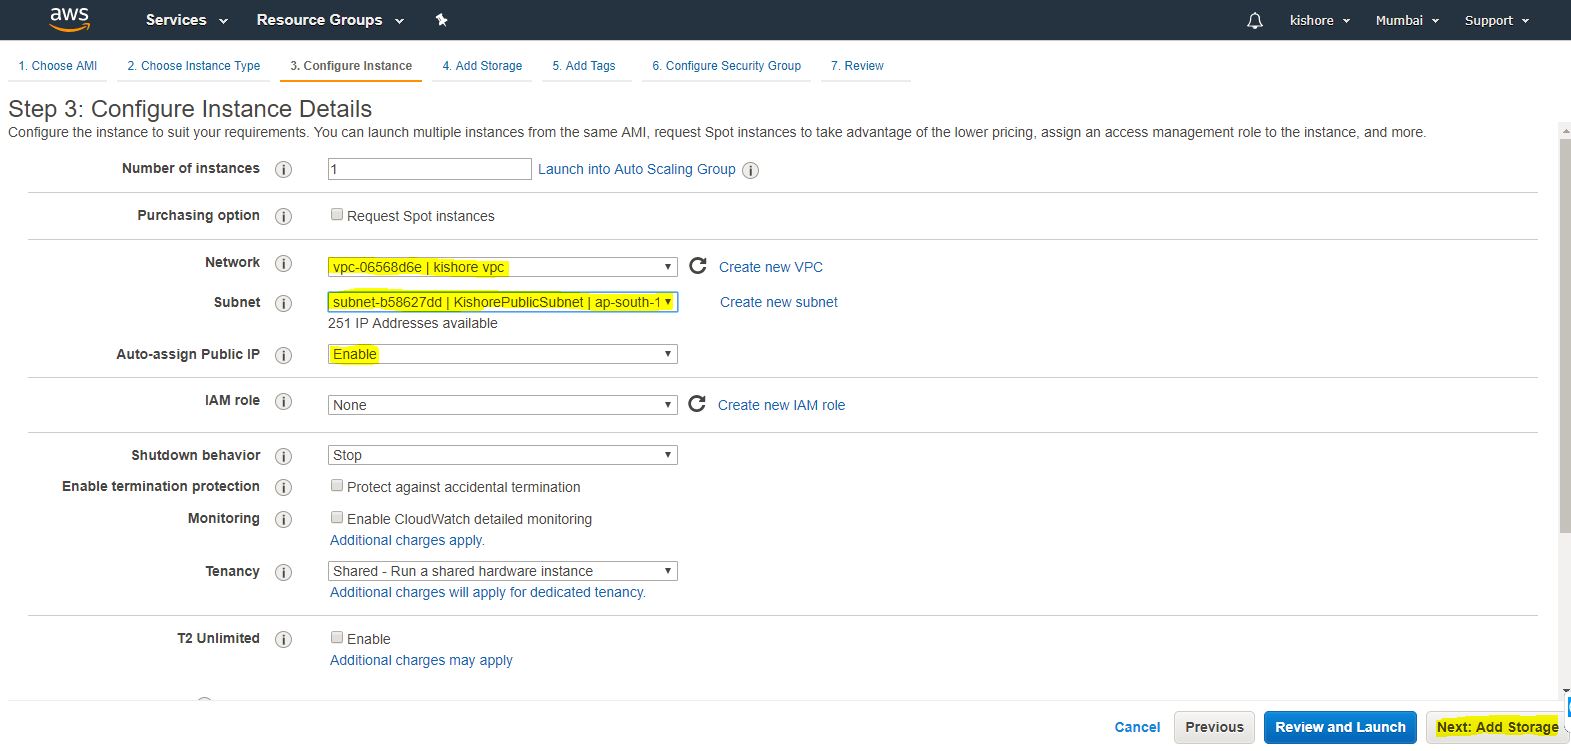 aws Services Resource Groups kishore Mumbai Support
1. Choose AMI 2. Choose Instance Type 3. Configure Instance 4. Add Storage 5. Add Tags 6. Configure Security Group 7. Review
Step 3: Configure Instance Details
Configure the instance to suit your requirements. You can launch multiple instances from the same AMI, request Spot instances to take advantage of the lower pricing, assign an access management role to the instance, and more.
Number of instances i 1 Launch into Auto Scaling Group i
Purchasing option i Request Spot instances
Network i vpc-06568d6e | kishore vpc Create new VPC
Subnet i subnet-b58627dd | KishorePublicSubnet | ap-south-1 Create new subnet
251 IP Addresses available
Auto-assign Public IP i Enable
IAM role i None Create new IAM role
Shutdown behavior i Stop
Enable termination protection i Protect against accidental termination
Monitoring i Enable CloudWatch detailed monitoring
Additional charges apply.
Tenancy i Shared - Run a shared hardware instance
Additional charges will apply for dedicated tenancy.
T2 Unlimited i Enable
Additional charges may apply
Cancel Previous Review and Launch Next: Add Storage